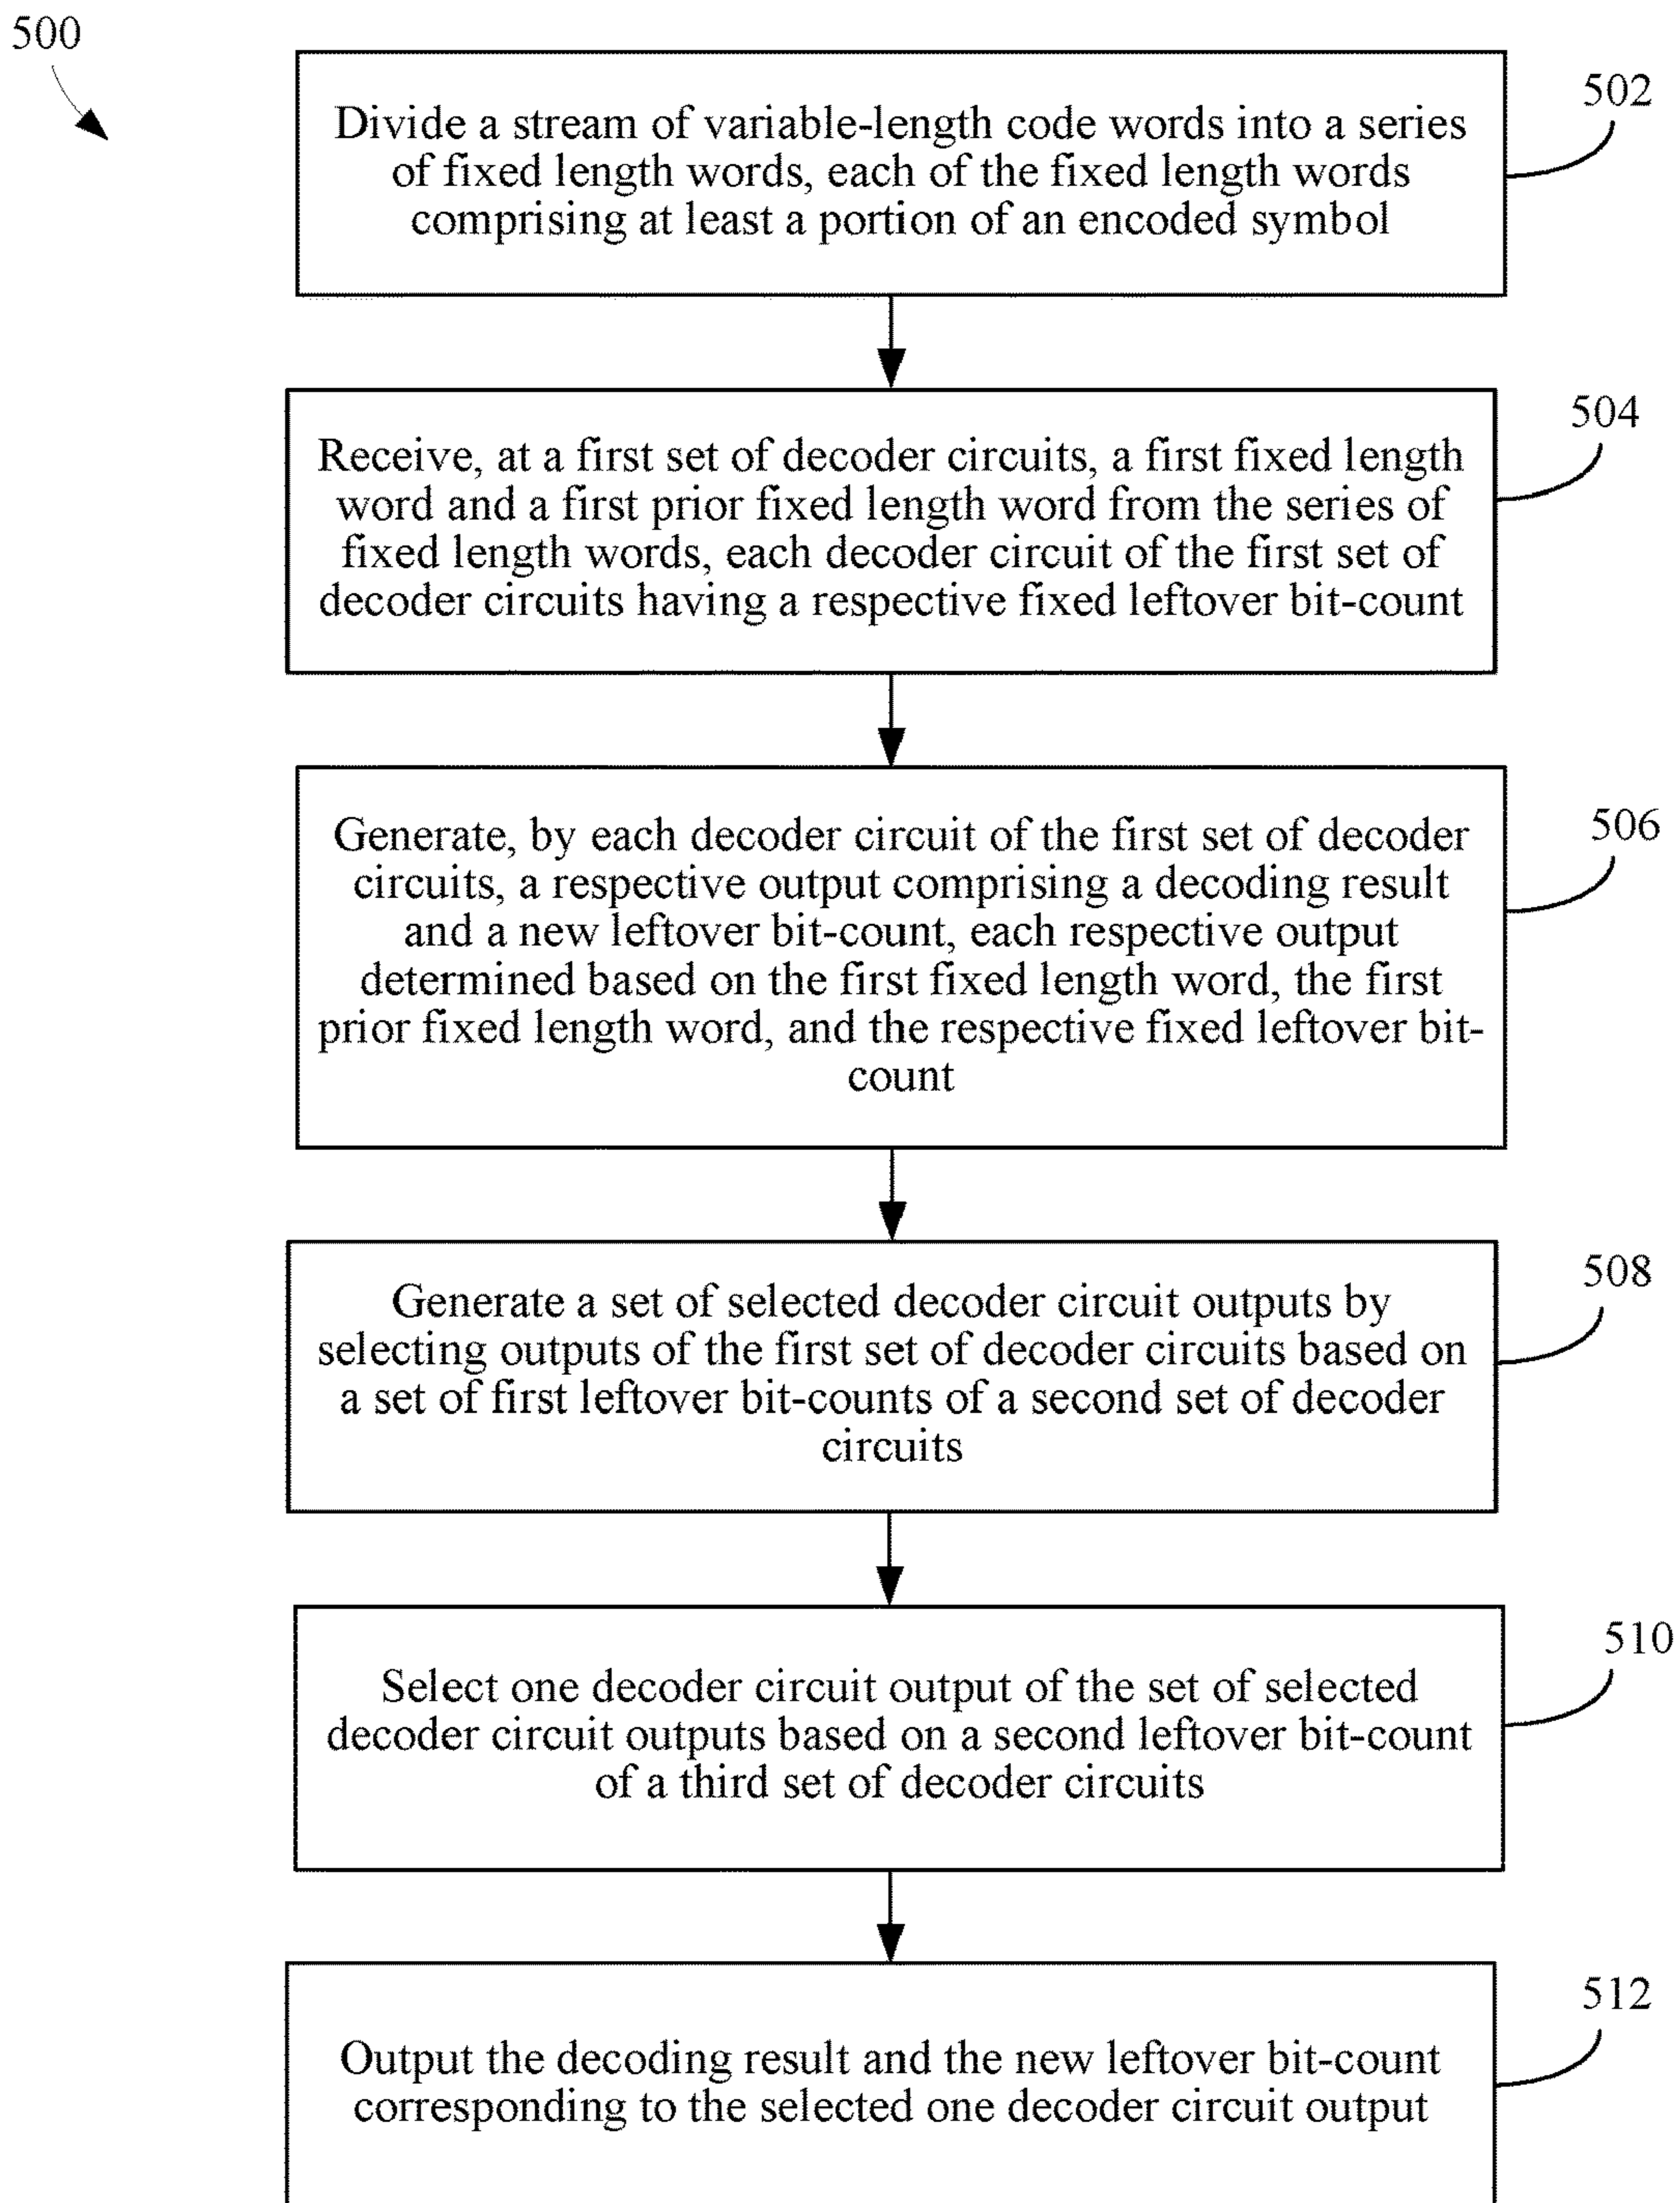 500
Divide a stream of variable-length code words into a series
of fixed length words, each of the fixed length words
comprising at least a portion of an encoded symbol
502
Receive, at a first set of decoder circuits, a first fixed length
word and a first prior fixed length word from the series of
fixed length words, each decoder circuit of the first set of
decoder circuits having a respective fixed leftover bit-count
504
Generate, by each decoder circuit of the first set of decoder
circuits, a respective output comprising a decoding result
and a new leftover bit-count, each respective output
determined based on the first fixed length word, the first
prior fixed length word, and the respective fixed leftover bit-
count
506
Generate a set of selected decoder circuit outputs by
selecting outputs of the first set of decoder circuits based on
a set of first leftover bit-counts of a second set of decoder
circuits
508
Select one decoder circuit output of the set of selected
decoder circuit outputs based on a second leftover bit-count
of a third set of decoder circuits
510
Output the decoding result and the new leftover bit-count
corresponding to the selected one decoder circuit output
512